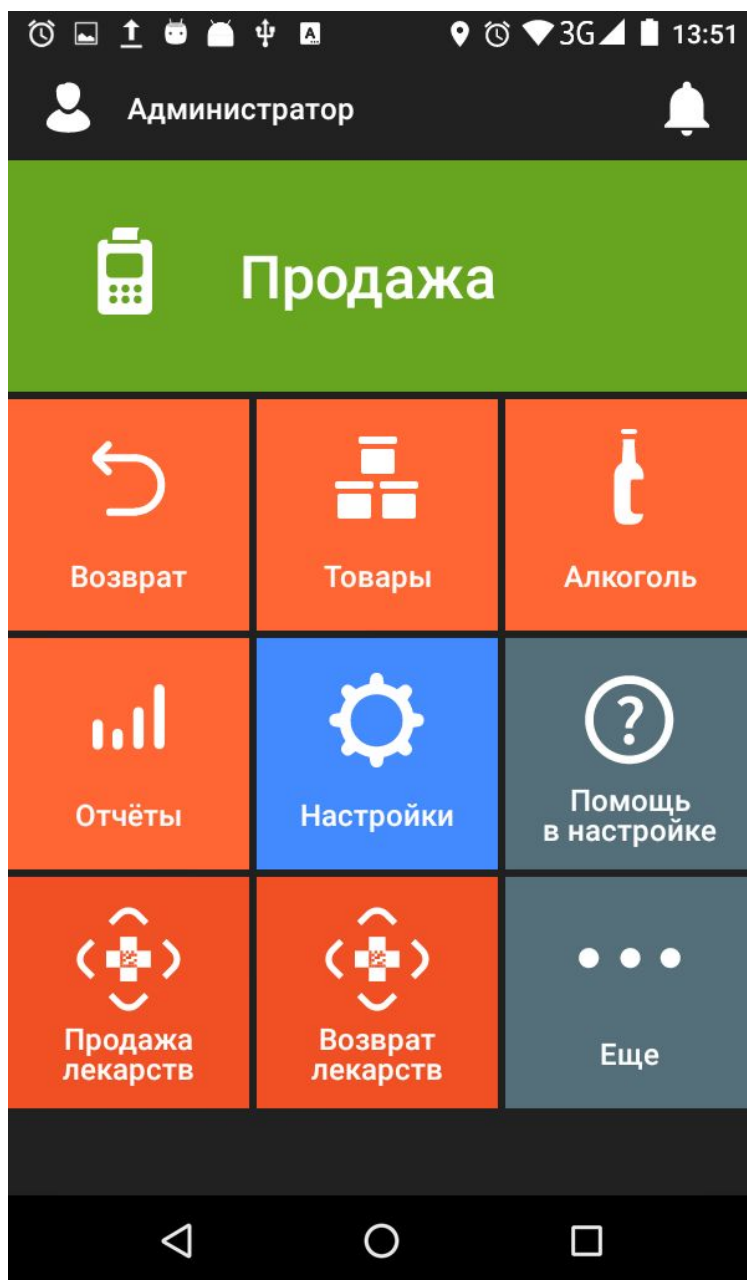 3G 13:51
Администратор
Продажа
Возврат
Товары
Алкоголь
Отчёты
Настройки
Помощь
в настройке
Продажа
лекарств
Возврат
лекарств
Еще